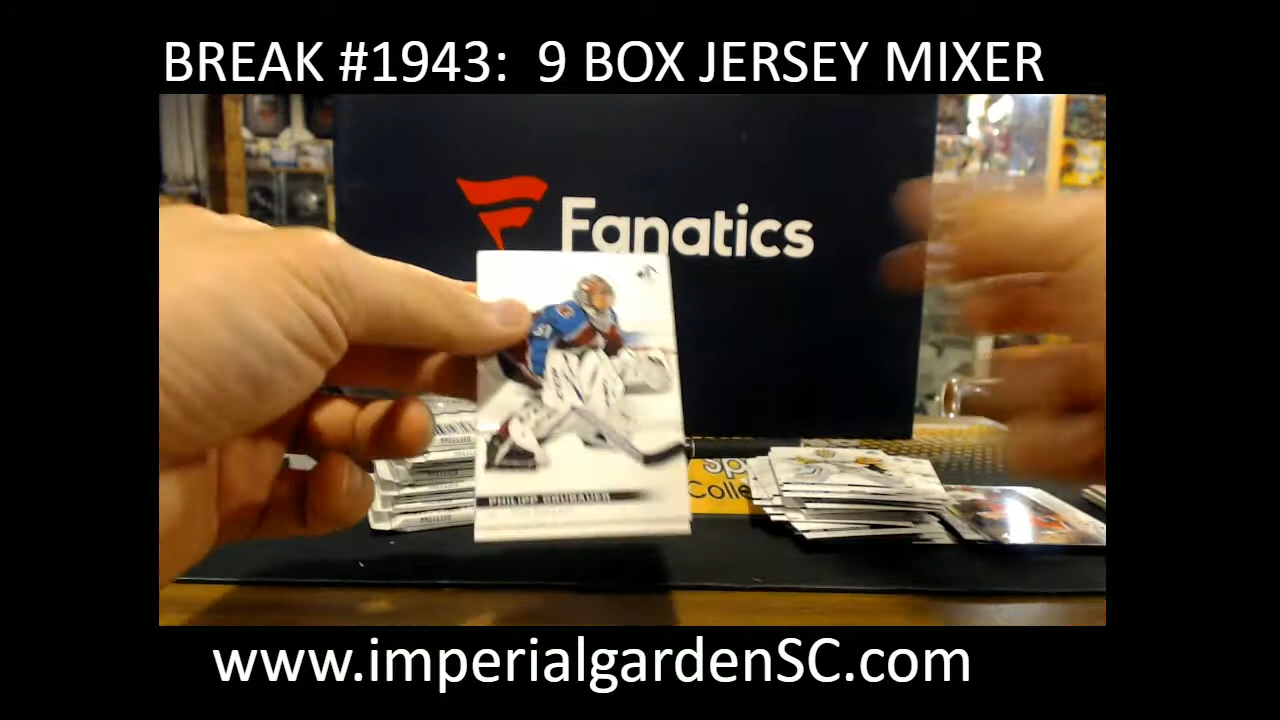 BREAK #1943:  9 BOX JERSEY MIXER
Fanatics
PHILIPP GRUBAUER
www.imperialgardenSC.com